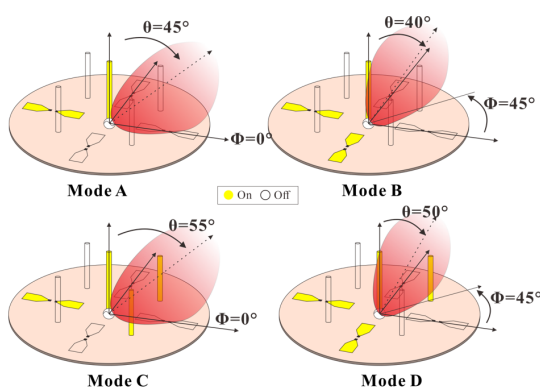 θ=45°
Φ=0°
Mode A
θ=40°
Φ=45°
Mode B
On Off
θ=55°
Φ=0°
Mode C
θ=50°
Φ=45°
Mode D